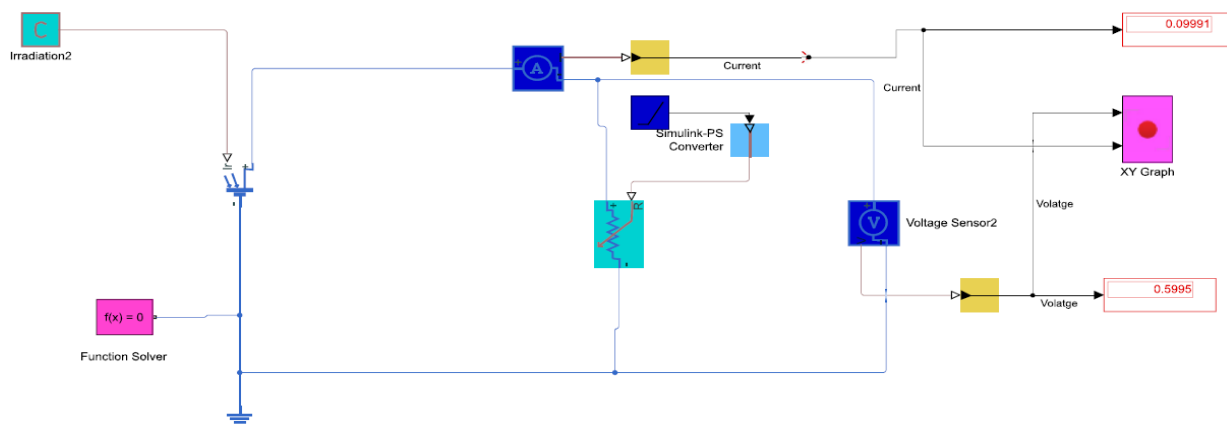 C
Irradiation2
Ir
+
-
f(x) = 0
Function Solver
+
A
-
Current
Simulink-PS
Converter
+
R
-
0.09991
Current
XY Graph
Volatge
+
V
-
Voltage Sensor2
Volatge
0.5995